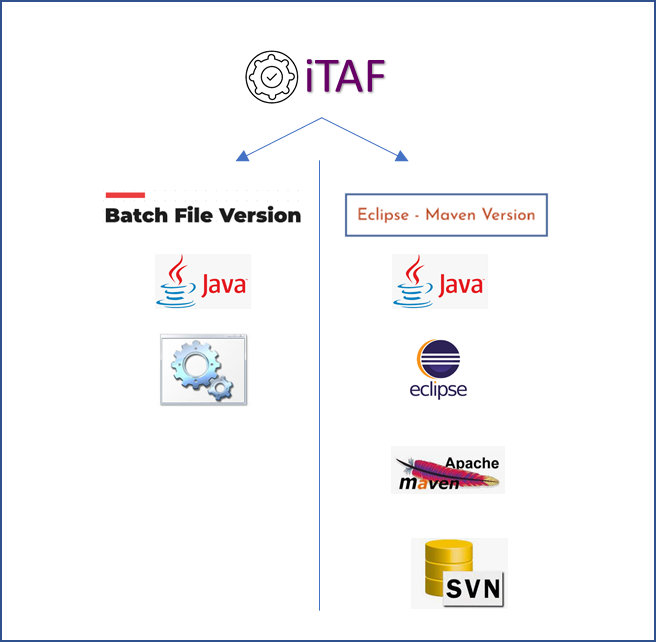 iTAF
Batch File Version
Eclipse - Maven Version
Java
Java
eclipse
Apache
maven
SVN